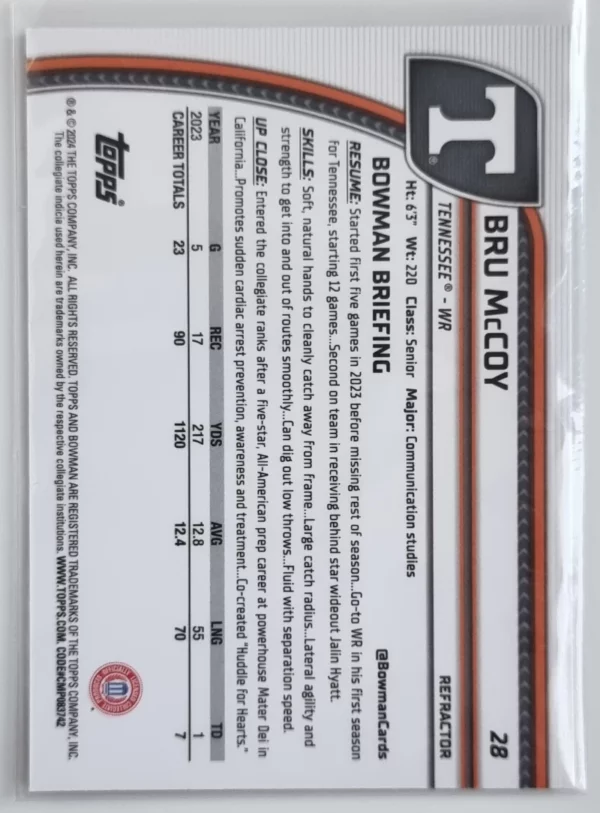 28
BRU McCOY
TENNESSEE® - WR
REFRACTOR
T
®
Ht: 6'3" Wt: 220 Class: Senior Major: Communication studies
BOWMAN BRIEFING
@BowmanCards
RESUME: Started first five games in 2023 before missing rest of season...Go-to WR in his first season
for Tennessee, starting 12 games...Second on team in receiving behind star wideout Jalin Hyatt.
SKILLS: Soft, natural hands to cleanly catch away from frame...Large catch radius...Lateral agility and
strength to get into and out of routes smoothly...Can dig out low throws...Fluid with separation speed.
UP CLOSE: Entered the collegiate ranks after a five-star, All-American prep career at powerhouse Mater Dei in
California...Promotes sudden cardiac arrest prevention, awareness and treatment...Co-created "Huddle for Hearts."
YEAR G REC YDS AVG LNG TD
2023 5 17 217 12.8 55 1
CAREER TOTALS 23 90 1120 12.4 70 7
topps
® & © 2024 THE TOPPS COMPANY, INC. ALL RIGHTS RESERVED. TOPPS AND BOWMAN ARE REGISTERED TRADEMARKS OF THE TOPPS COMPANY, INC.
The collegiate indicie used herein are trademarks owned by the respective collegiate institutions. WWW.TOPPS.COM. CODE#CMP083742